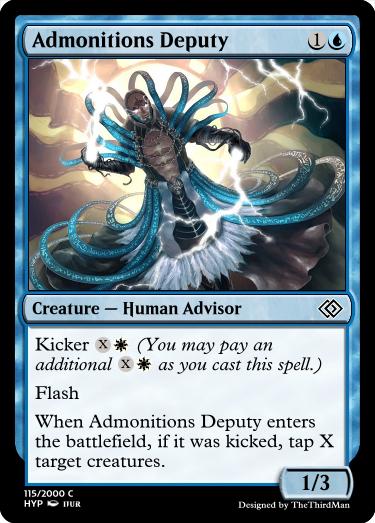 Admonitions Deputy 1
Creature — Human Advisor
Kicker X (You may pay an
additional X as you cast this spell.)
Flash
When Admonitions Deputy enters
the battlefield, if it was kicked, tap X
target creatures.
1/3
115/2000 C
HYP IFUR
Designed by TheThirdMan